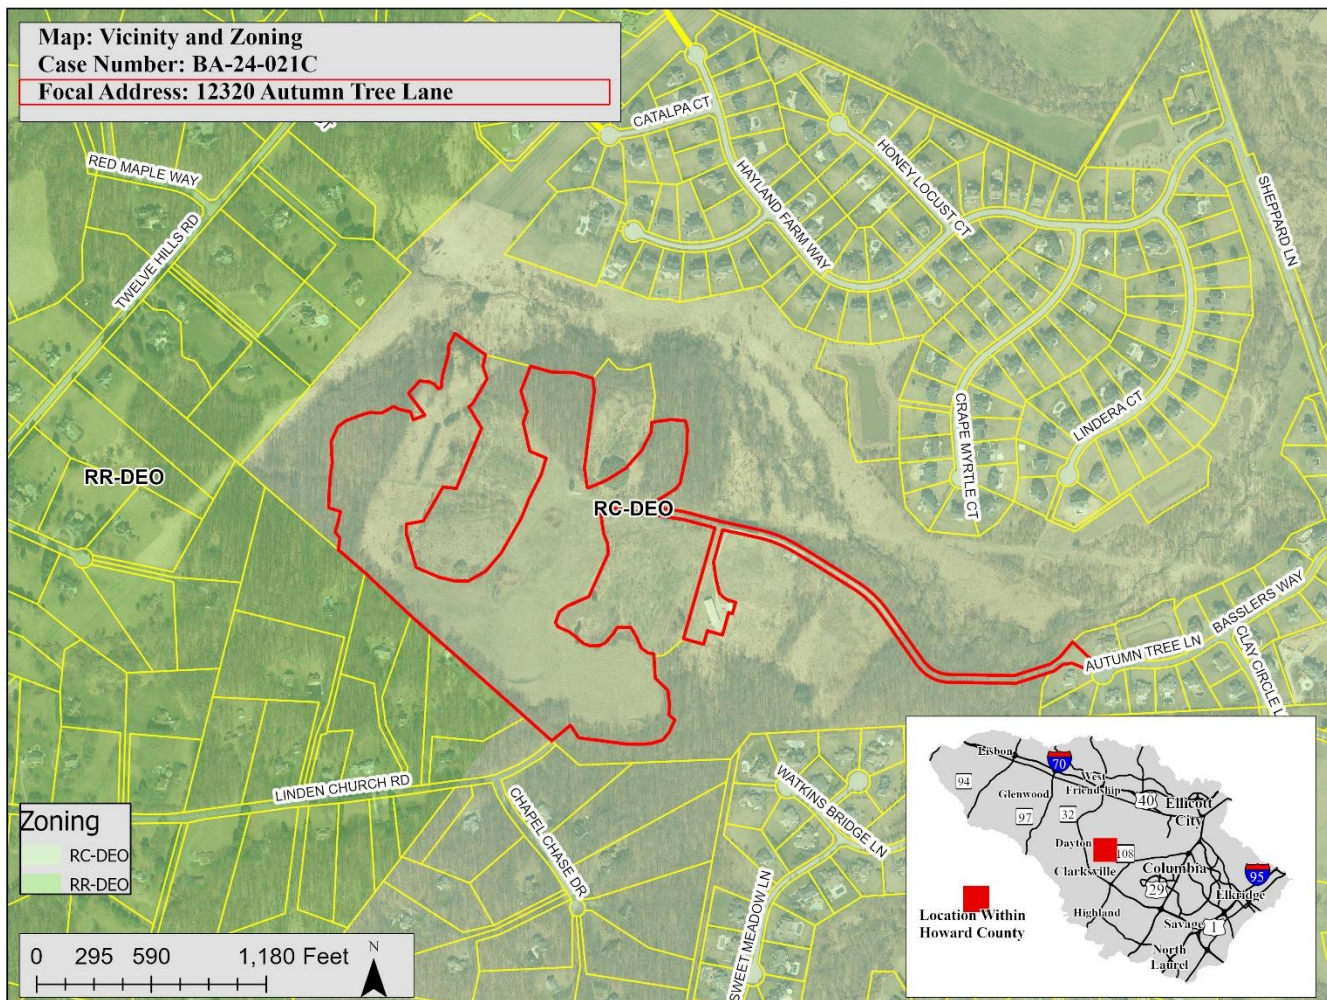 Map: Vicinity and Zoning
Case Number: BA-24-021C
Focal Address: 12320 Autumn Tree Lane
CATALPA CT
HONEY LOCUST CT
RED MAPLE WAY
HAYLAND FARM WAY
SHEPPARD LN
TWELVE HILLS RD
CRAPE MYRTLE CT
LINDERA CT
RR-DEO
RC-DEO
BASSLERS WAY
AUTUMN TREE LN
CLAY CIRCLE L
LINDEN CHURCH RD
CHAPEL CHASE DR
WATKINS BRIDGE LN
SWEET MEADOW LN
Zoning
RC-DEO
RR-DEO
0 295 590 1,180 Feet
N
Lisbon
70
94
West
Friendship
Glenwood
40
Ellicott
City
97
32
Dayton
108
Clarksville
Columbia
29
95
Elkridge
Highland
Savage
1
North
Laurel
Location Within
Howard County